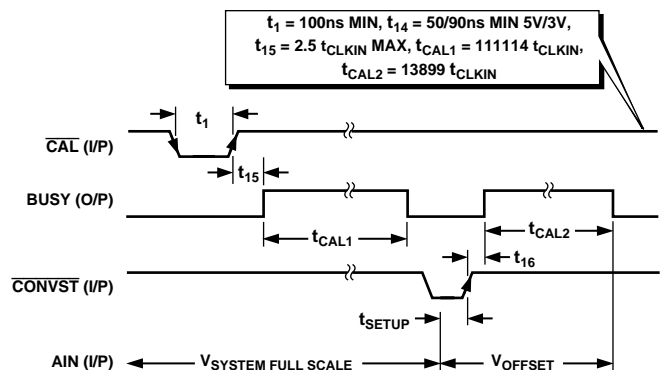 t1 = 100ns MIN, t14 = 50/90ns MIN 5V/3V,
t15 = 2.5 tCLKIN MAX, tCAL1 = 111114 tCLKIN,
tCAL2 = 13899 tCLKIN
t1
CAL (I/P)
t15
BUSY (O/P)
tCAL1
tCAL2
t16
CONVST (I/P)
tSETUP
AIN (I/P)
VSYSTEM FULL SCALE
VOFFSET